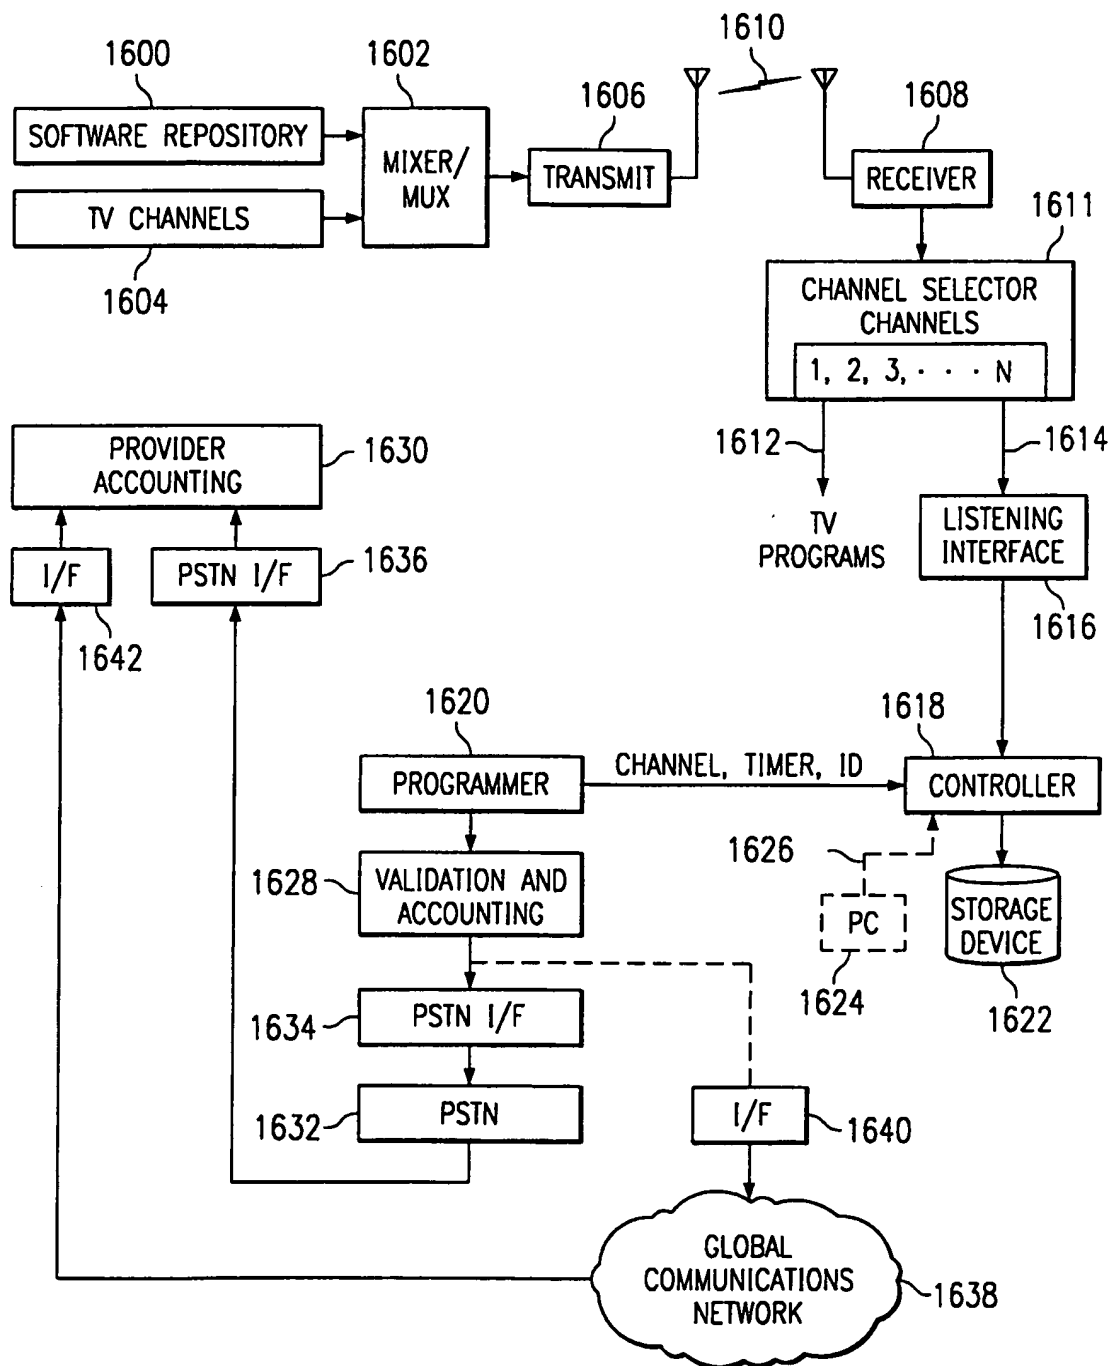 1600
1602
1610
1606
1608
SOFTWARE REPOSITORY
MIXER/
MUX
TRANSMIT
RECEIVER
TV CHANNELS
1604
1611
CHANNEL SELECTOR
CHANNELS
1, 2, 3, · · · N
1612
1614
PROVIDER
ACCOUNTING
1630
TV
PROGRAMS
LISTENING
INTERFACE
I/F
PSTN I/F
1636
1616
1642
1620
1618
PROGRAMMER
CHANNEL, TIMER, ID
CONTROLLER
1626
1628
VALIDATION AND
ACCOUNTING
PC
STORAGE
DEVICE
1624
1622
1634
PSTN I/F
1632
PSTN
I/F
1640
GLOBAL
COMMUNICATIONS
NETWORK
1638